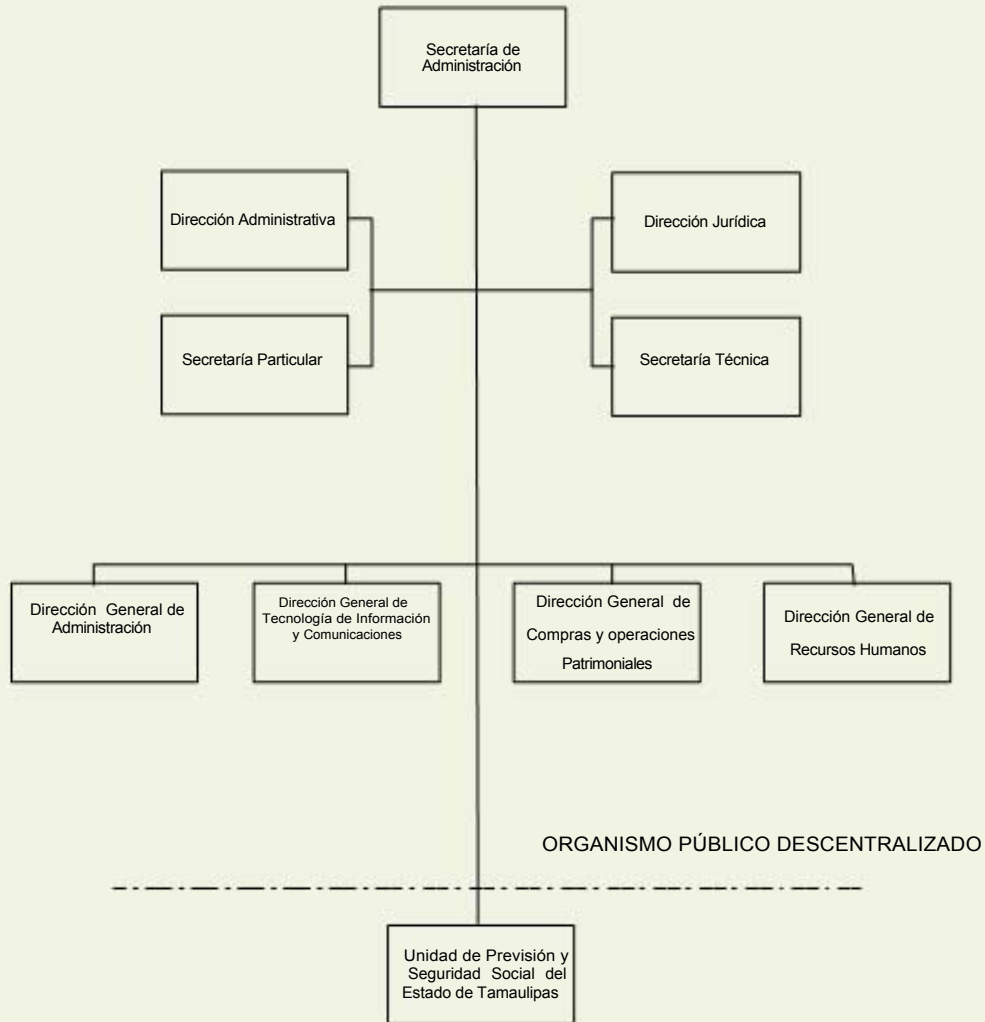 Secretaría de
Administración
Dirección Administrativa
Dirección Jurídica
Secretaría Particular
Secretaría Técnica
Dirección General de
Administración
Dirección General de
Tecnología de Información
y Comunicaciones
Dirección General de
Compras y operaciones
Patrimoniales
Dirección General de
Recursos Humanos
ORGANISMO PÚBLICO DESCENTRALIZADO
Unidad de Previsión y
Seguridad Social del
Estado de Tamaulipas